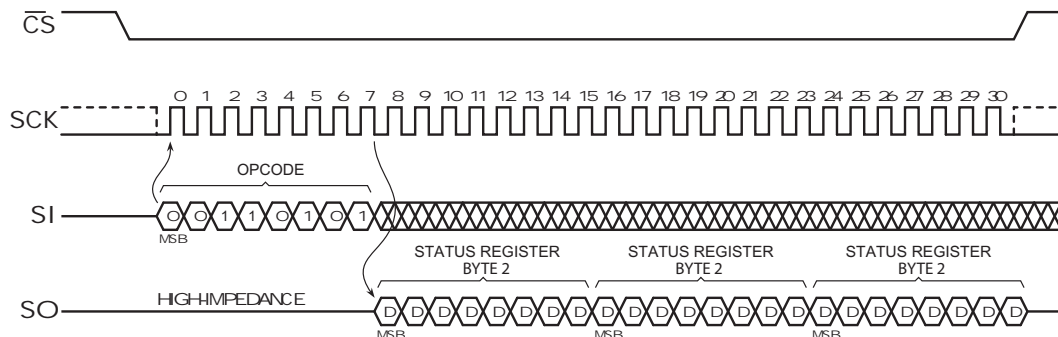 CS
SCK
0 1 2 3 4 5 6 7 8 9 10 11 12 13 14 15 16 17 18 19 20 21 22 23 24 25 26 27 28 29 30
OPCODE
SI
0 0 1 1 0 1 0 1
MSB
STATUS REGISTER
BYTE 2
STATUS REGISTER
BYTE 2
STATUS REGISTER
BYTE 2
SO
HIGH-IMPEDANCE
D D D D D D D D D D D D D D D D D D D D D D D D
MSB MSB MSB